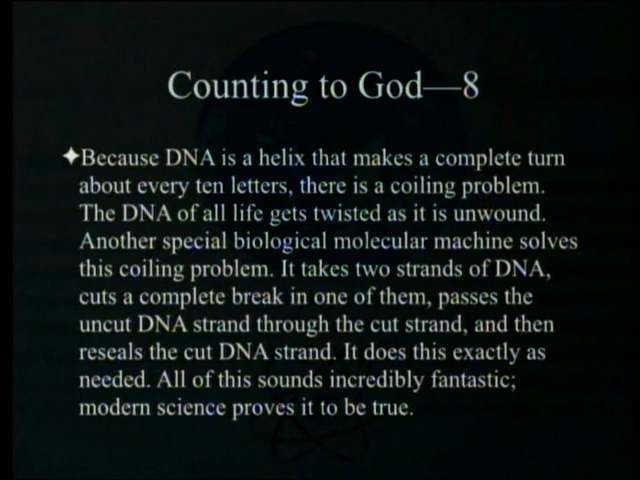 Counting to God—8
✦Because DNA is a helix that makes a complete turn
about every ten letters, there is a coiling problem.
The DNA of all life gets twisted as it is unwound.
Another special biological molecular machine solves
this coiling problem. It takes two strands of DNA,
cuts a complete break in one of them, passes the
uncut DNA strand through the cut strand, and then
reseals the cut DNA strand. It does this exactly as
needed. All of this sounds incredibly fantastic;
modern science proves it to be true.